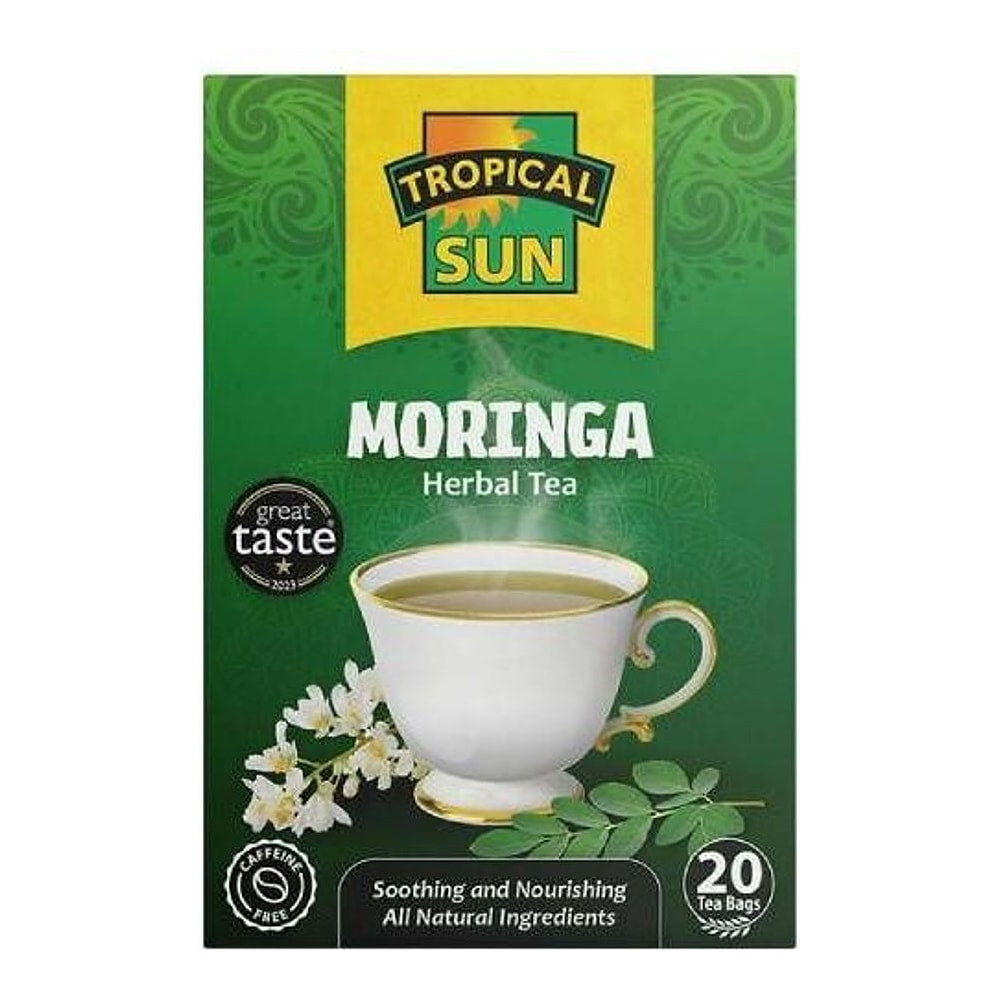 TROPICAL
SUN
MORINGA
Herbal Tea
great
taste®
2023
CAFFEINE
FREE
Soothing and Nourishing
All Natural Ingredients
20
Tea Bags